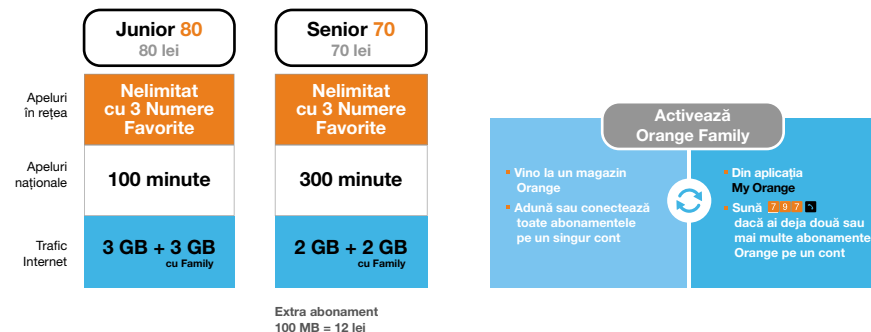 Junior 80
80 lei
Senior 70
70 lei
Apeluri
în rețea
Nelimitat
cu 3 Numere
Favorite
Nelimitat
cu 3 Numere
Favorite
Apeluri
naționale
100 minute
300 minute
Trafic
Internet
3 GB + 3 GB
cu Family
2 GB + 2 GB
cu Family
Extra abonament
100 MB = 12 lei
Activează
Orange Family
Vino la un magazin
Orange
Adună sau conectează
toate abonamentele
pe un singur cont
Din aplicația
My Orange
Sună 7 9 7
dacă ai deja două sau
mai multe abonamente
Orange pe un cont